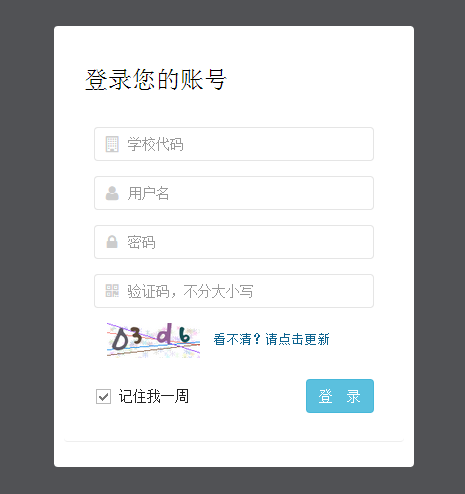 登录您的账号
学校代码
用户名
密码
验证码，不分大小写
看不清？请点击更新
记住我一周
登 录